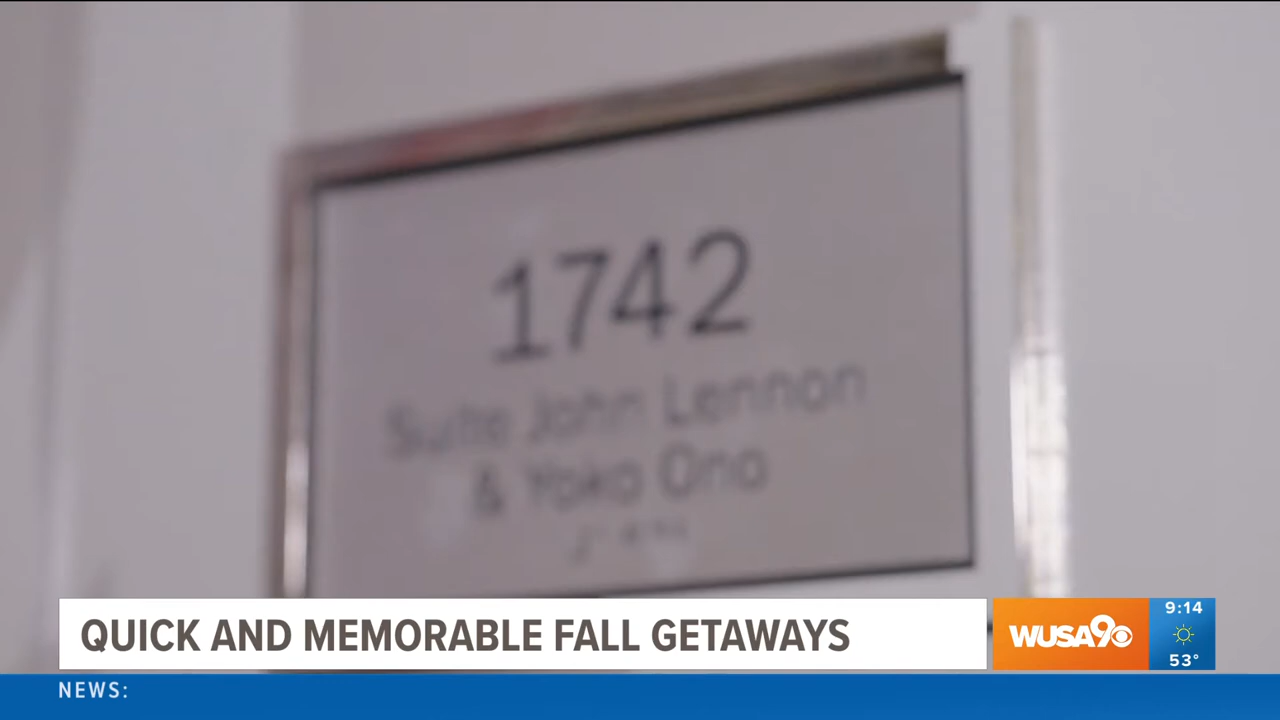 1742
Suite John Lennon
& Yoko Ono
QUICK AND MEMORABLE FALL GETAWAYS
WUSA9
9:14
53°
NEWS: